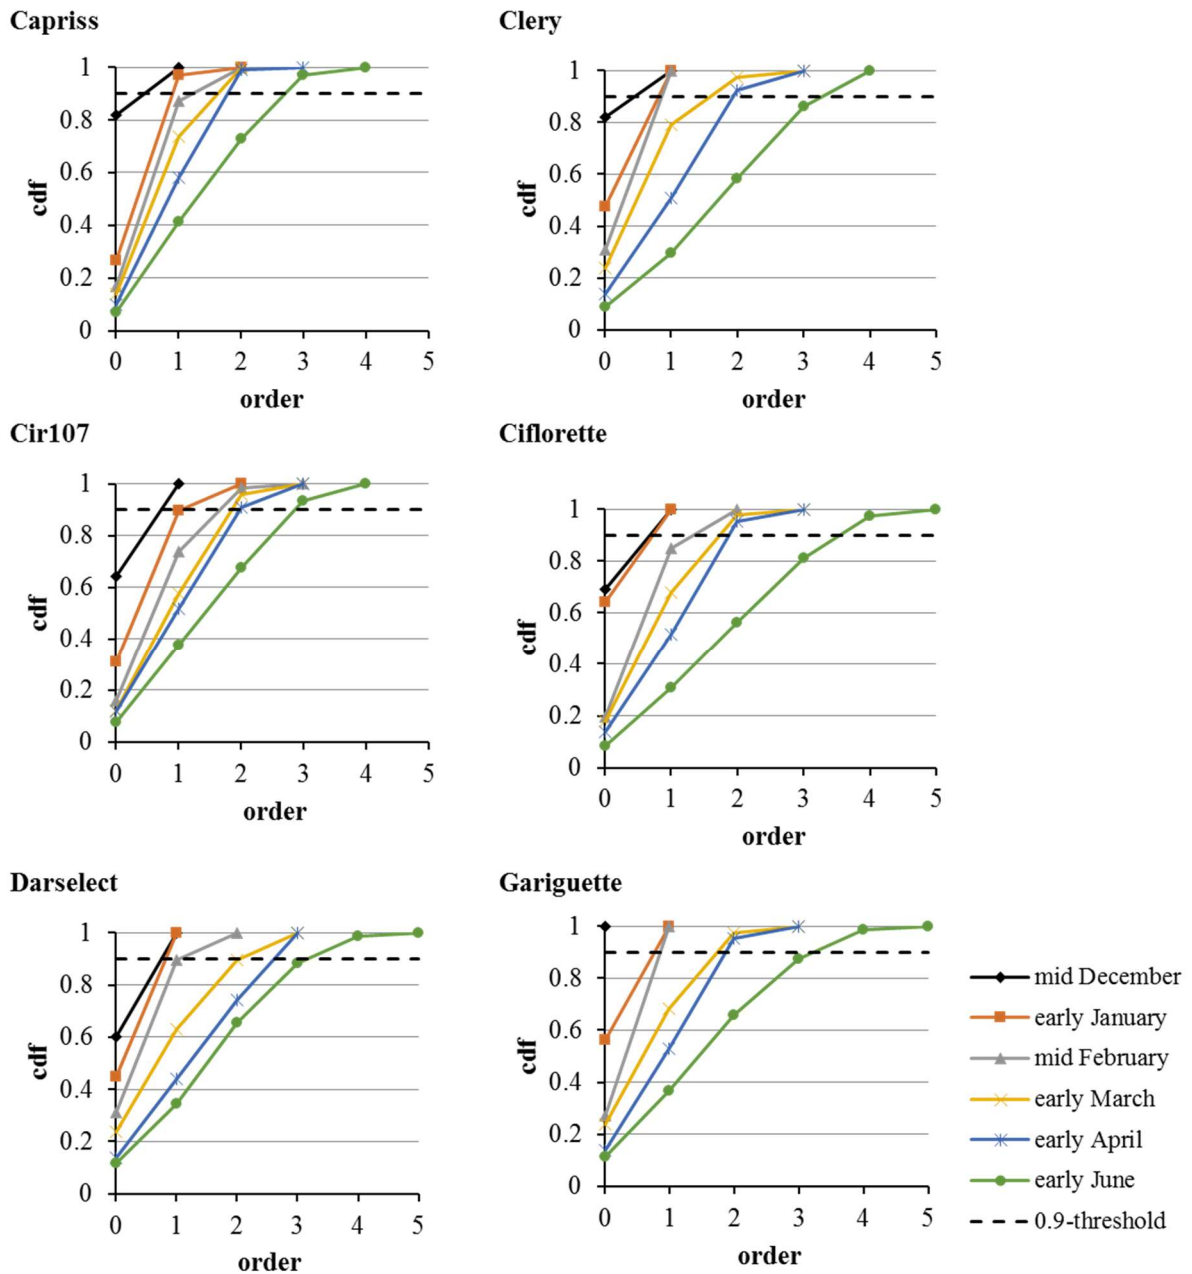 Capriss
1
0.8
0.6
0.4
0.2
0
cdf
0 1 2 3 4 5
order
Clery
1
0.8
0.6
0.4
0.2
0
cdf
0 1 2 3 4 5
order
Cir107
1
0.8
0.6
0.4
0.2
0
cdf
0 1 2 3 4 5
order
Ciflorette
1
0.8
0.6
0.4
0.2
0
cdf
0 1 2 3 4 5
order
Darselect
1
0.8
0.6
0.4
0.2
0
cdf
0 1 2 3 4 5
order
Gariguette
1
0.8
0.6
0.4
0.2
0
cdf
0 1 2 3 4 5
order
mid December
early January
mid February
early March
early April
early June
0.9-threshold